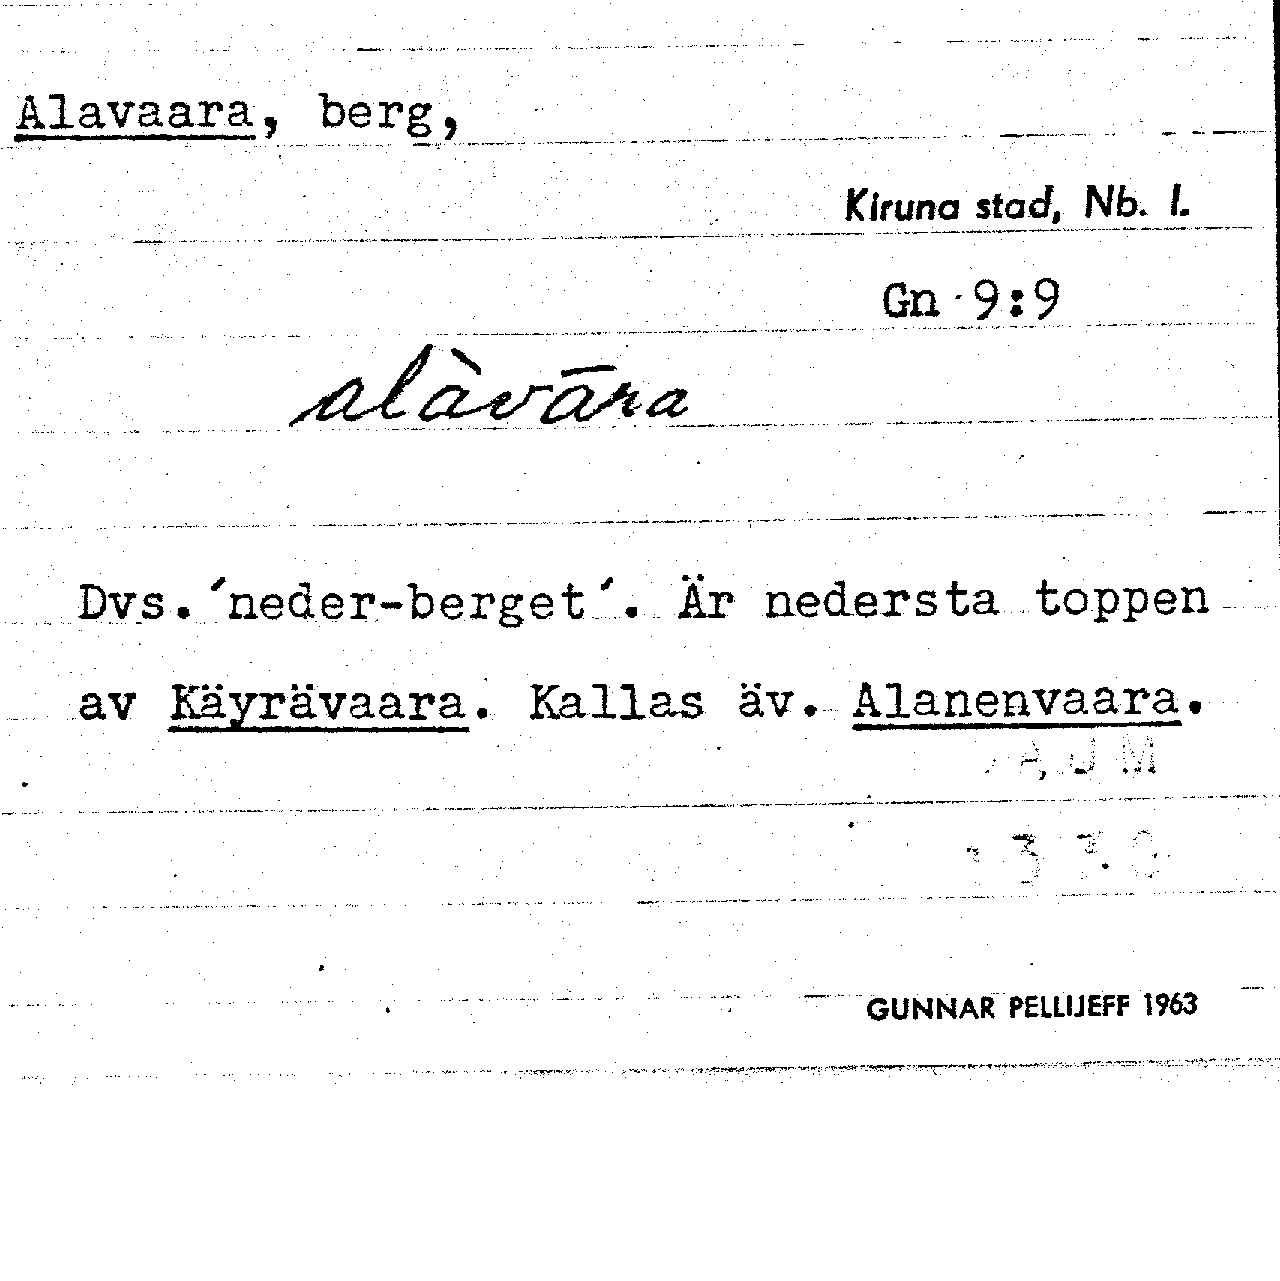 Alavaara, berg,
Kiruna stad, Nb. l.
Gn 9:9
alàvāra
Dvs. ´neder-berget´. Är nedersta toppen
av Käyrävaara. Kallas äv. Alanenvaara.
GUNNAR PELLIJEFF 1963